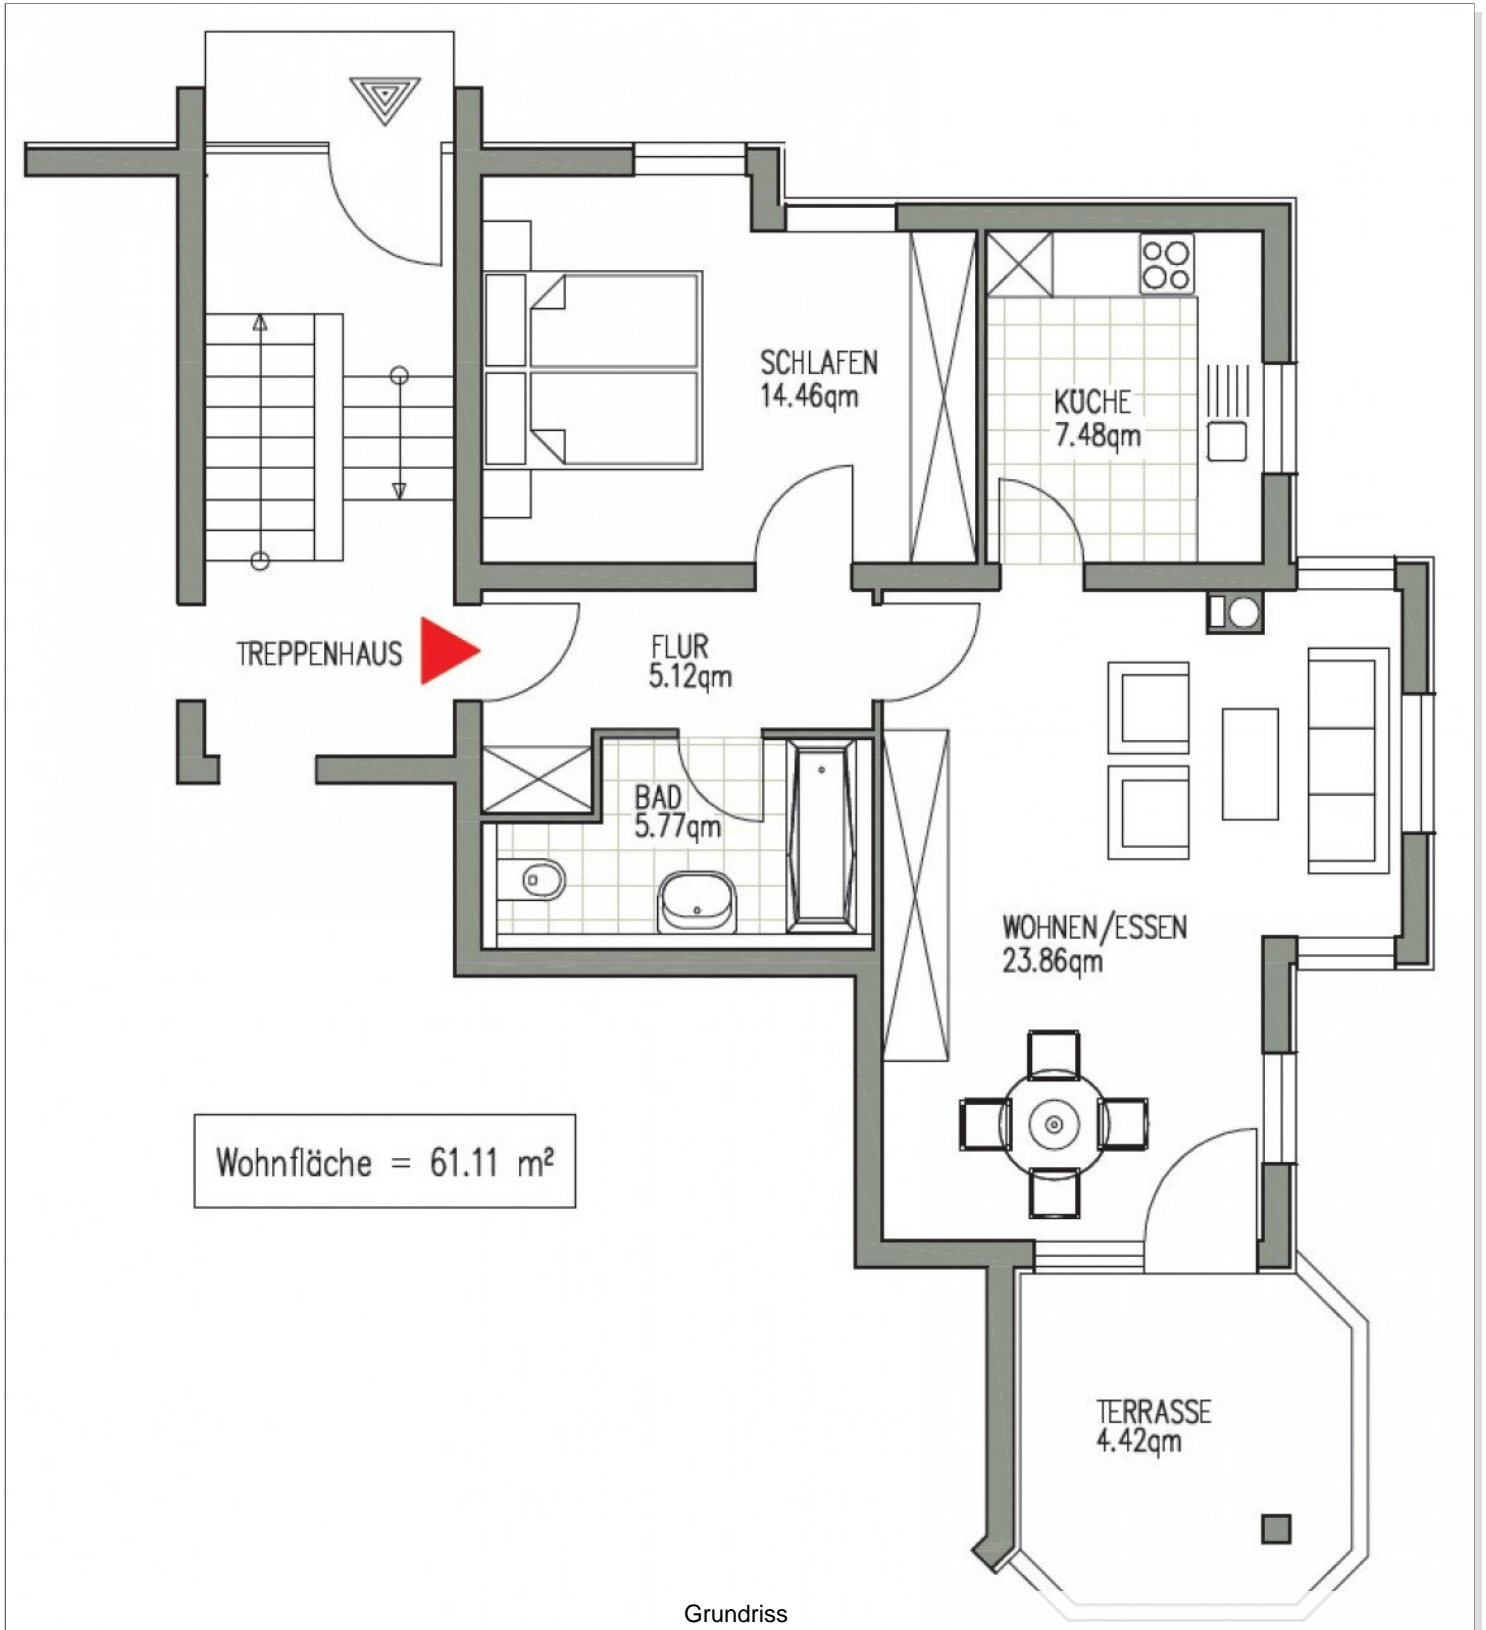 SCHLAFEN
14.46qm
KÜCHE
7.48qm
TREPPENHAUS
FLUR
5.12qm
BAD
5.77qm
WOHNEN/ESSEN
23.86qm
Wohnfläche = 61.11 m²
TERRASSE
4.42qm
Grundriss